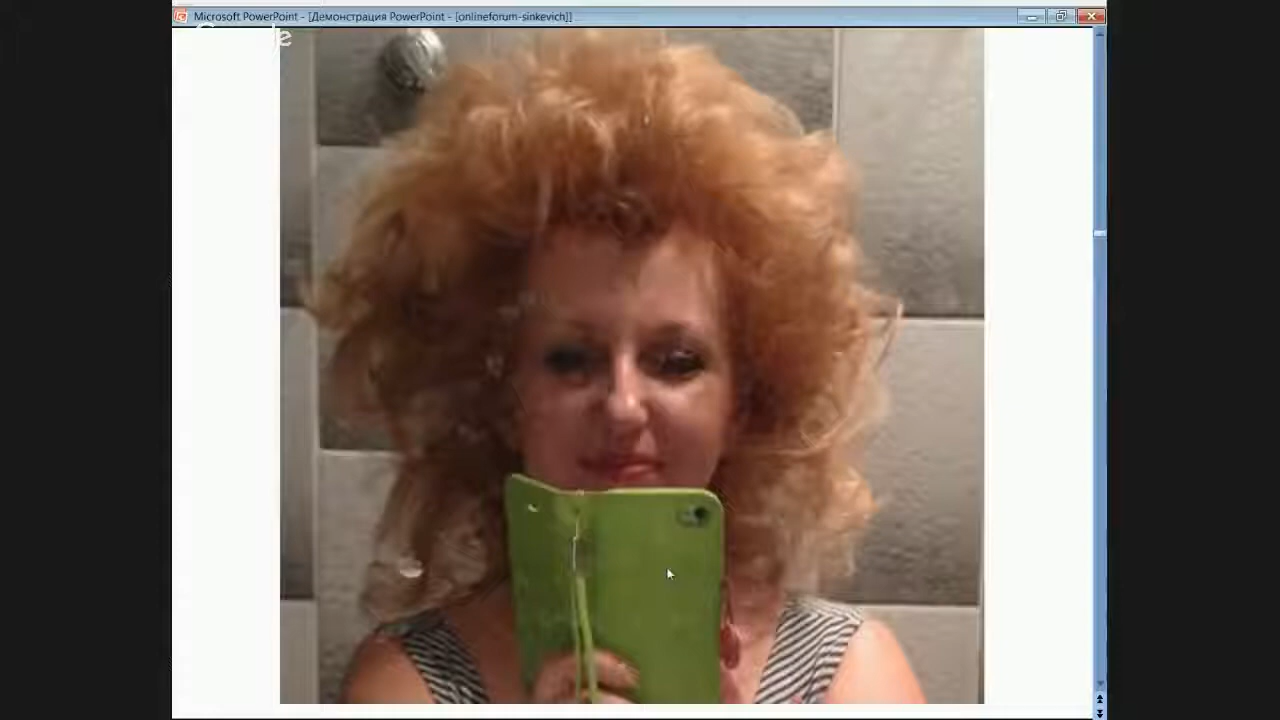 Microsoft PowerPoint - [Демонстрация PowerPoint - [onlineforum-sinkevich]]